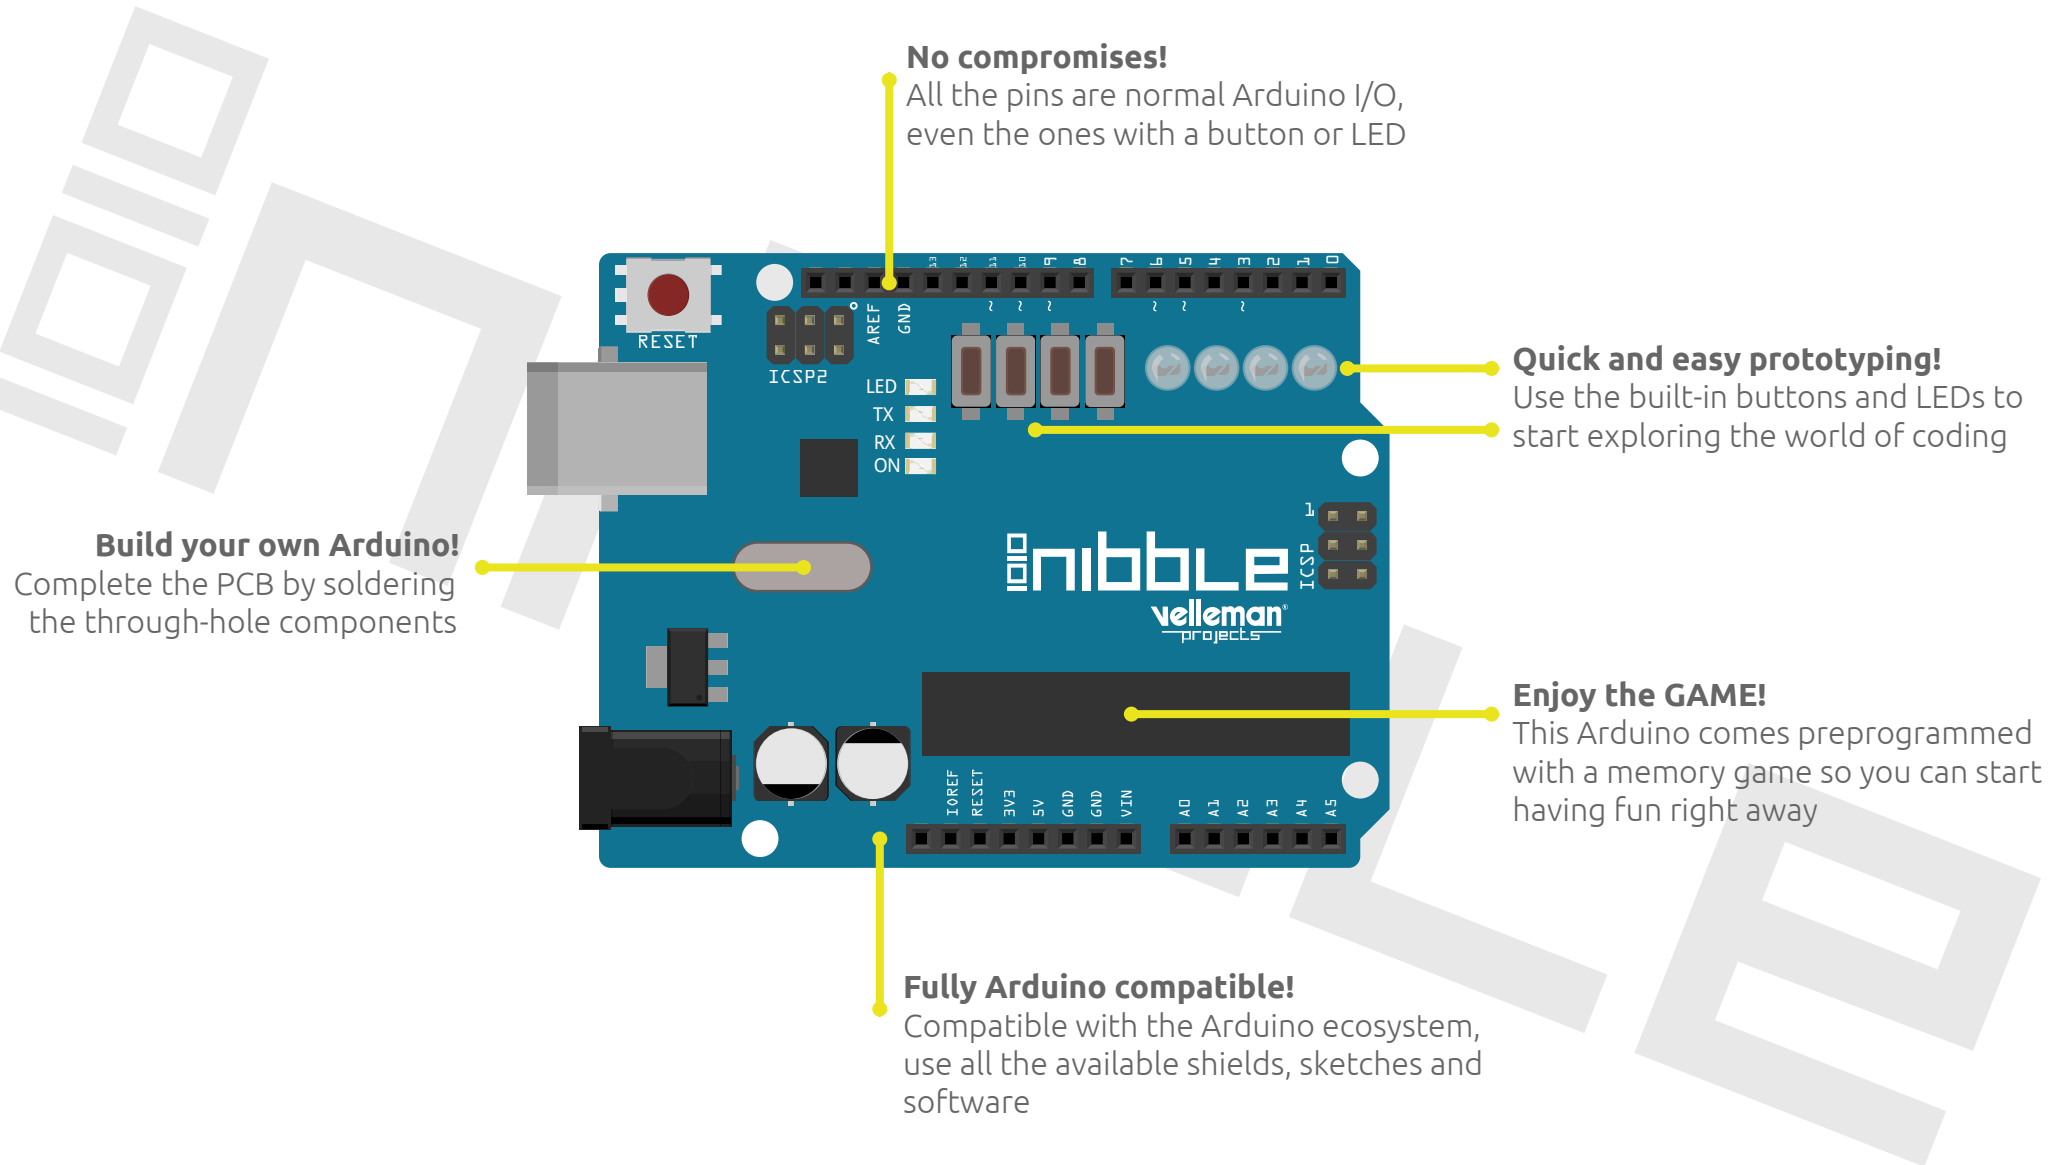 No compromises!
All the pins are normal Arduino I/O,
even the ones with a button or LED
13 12 11 10 9 8 7 6 5 4 3 2 1 0
~ ~ ~ ~ ~ ~
RESET
AREF
GND
ICSP2
LED
TX
RX
ON
Quick and easy prototyping!
Use the built-in buttons and LEDs to
start exploring the world of coding
1
ICSP
Build your own Arduino!
Complete the PCB by soldering
the through-hole components
nibble
velleman®
projects
Enjoy the GAME!
This Arduino comes preprogrammed
with a memory game so you can start
having fun right away
IOREF
RESET
3V3
5V
GND
GND
VIN
A0
A1
A2
A3
A4
A5
Fully Arduino compatible!
Compatible with the Arduino ecosystem,
use all the available shields, sketches and
software